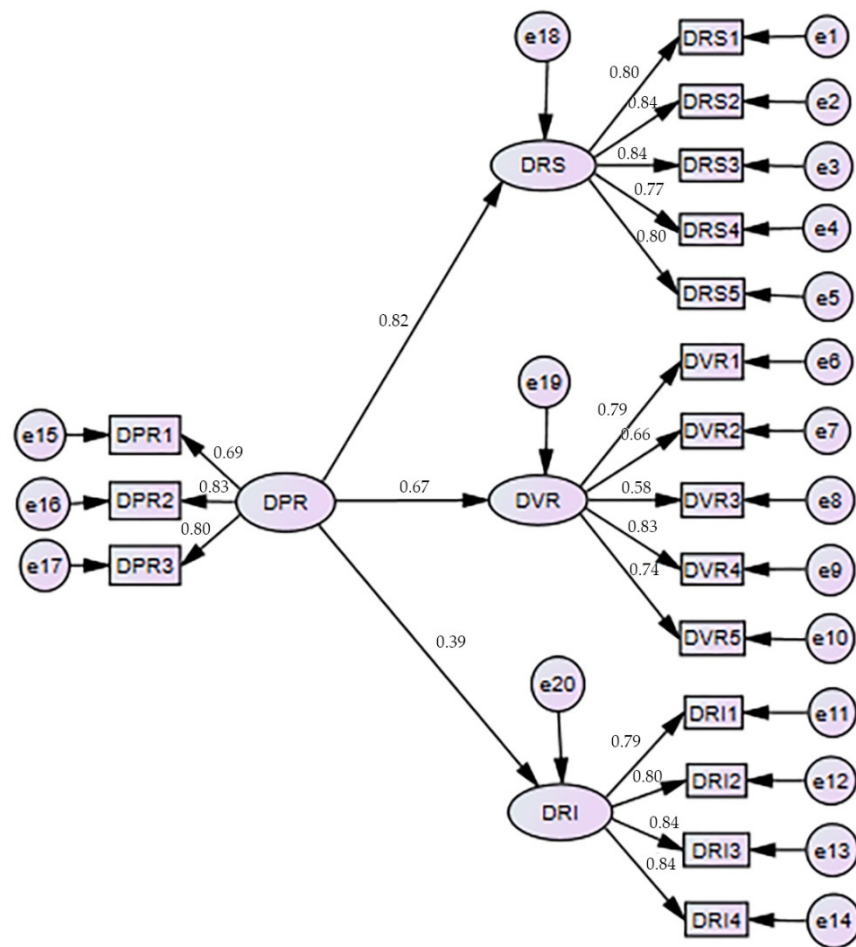 e18
DRS1
e1
0.80
DRS2
e2
0.84
DRS
DRS3
e3
0.84
0.77
DRS4
e4
0.80
DRS5
e5
0.82
DVR1
e6
e19
0.79
DVR2
e7
0.66
e15
DPR1
0.69
DPR2
e16
0.83
DPR
0.67
DVR
0.58
DVR3
e8
0.80
e17
DPR3
0.83
DVR4
e9
0.74
DVR5
e10
0.39
e20
DRI1
e11
0.79
DRI2
e12
0.80
DRI
0.84
DRI3
e13
0.84
DRI4
e14